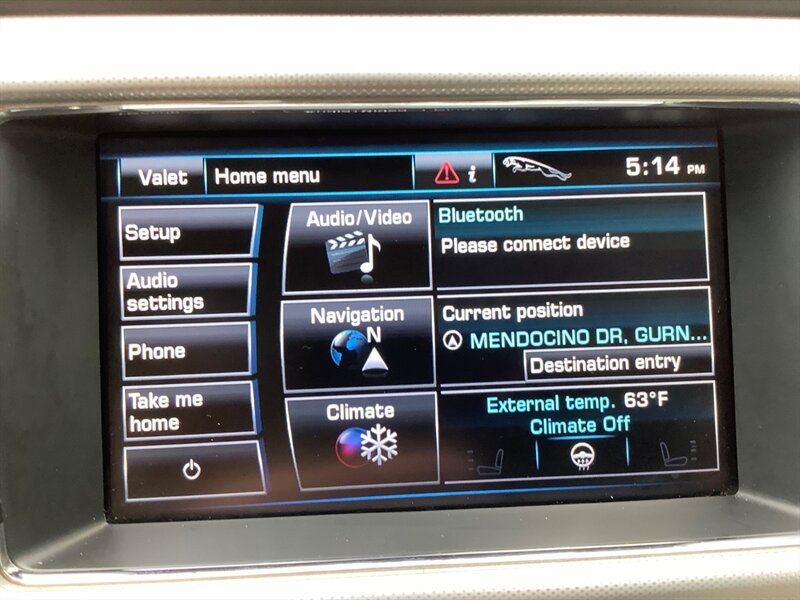 Valet
Home menu
i
5:14 PM
Setup
Audio
settings
Phone
Take me
home
Audio/Video
Navigation
N
Climate
Bluetooth
Please connect device
Current position
MENDOCINO DR, GURN...
Destination entry
External temp. 63°F
Climate Off